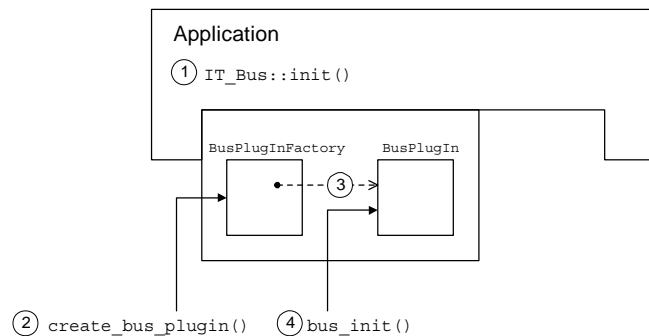 Application
1 IT_Bus::init()
BusPlugInFactory BusPlugIn
3
2 create_bus_plugin() 4 bus_init()